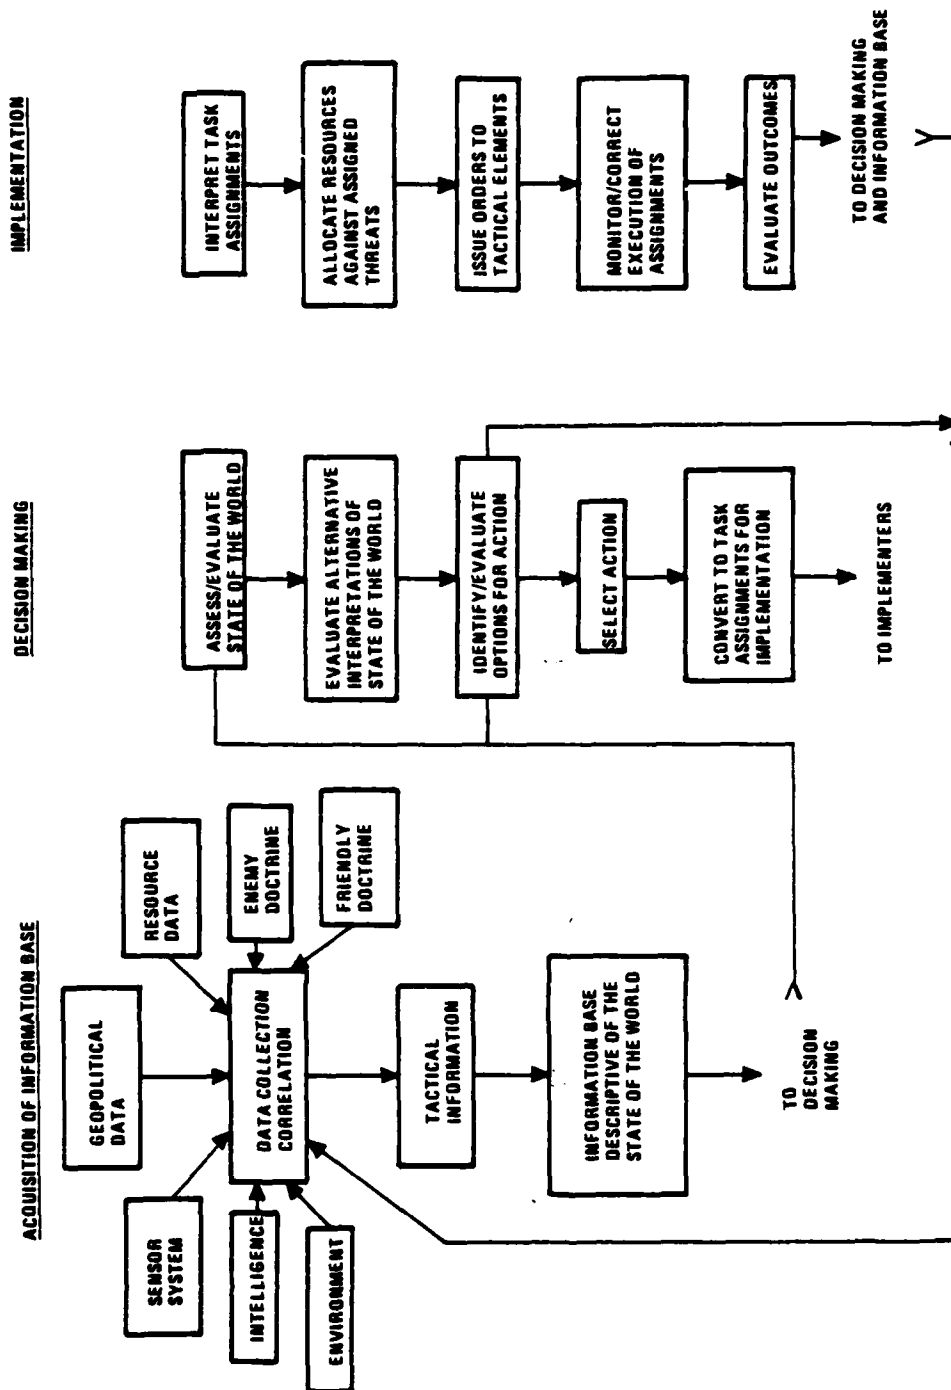 ACQUISITION OF INFORMATION BASE
GEOPOLITICAL
DATA
SENSOR
SYSTEM
RESOURCE
DATA
INTELLIGENCE
DATA COLLECTION
CORRELATION
ENEMY
DOCTRINE
ENVIRONMENT
FRIENDLY
DOCTRINE
TACTICAL
INFORMATION
INFORMATION BASE
DESCRIPTIVE OF THE
STATE OF THE WORLD
TO
DECISION
MAKING
DECISION MAKING
ASSESS/EVALUATE
STATE OF THE WORLD
EVALUATE ALTERNATIVE
INTERPRETATIONS OF
STATE OF THE WORLD
IDENTIFY/EVALUATE
OPTIONS FOR ACTION
SELECT ACTION
CONVERT TO TASK
ASSIGNMENTS FOR
IMPLEMENTATION
TO IMPLEMENTERS
IMPLEMENTATION
INTERPRET TASK
ASSIGNMENTS
ALLOCATE RESOURCES
AGAINST ASSIGNED
THREATS
ISSUE ORDERS TO
TACTICAL ELEMENTS
MONITOR/CORRECT
EXECUTION OF
ASSIGNMENTS
EVALUATE OUTCOMES
TO DECISION MAKING
AND INFORMATION BASE